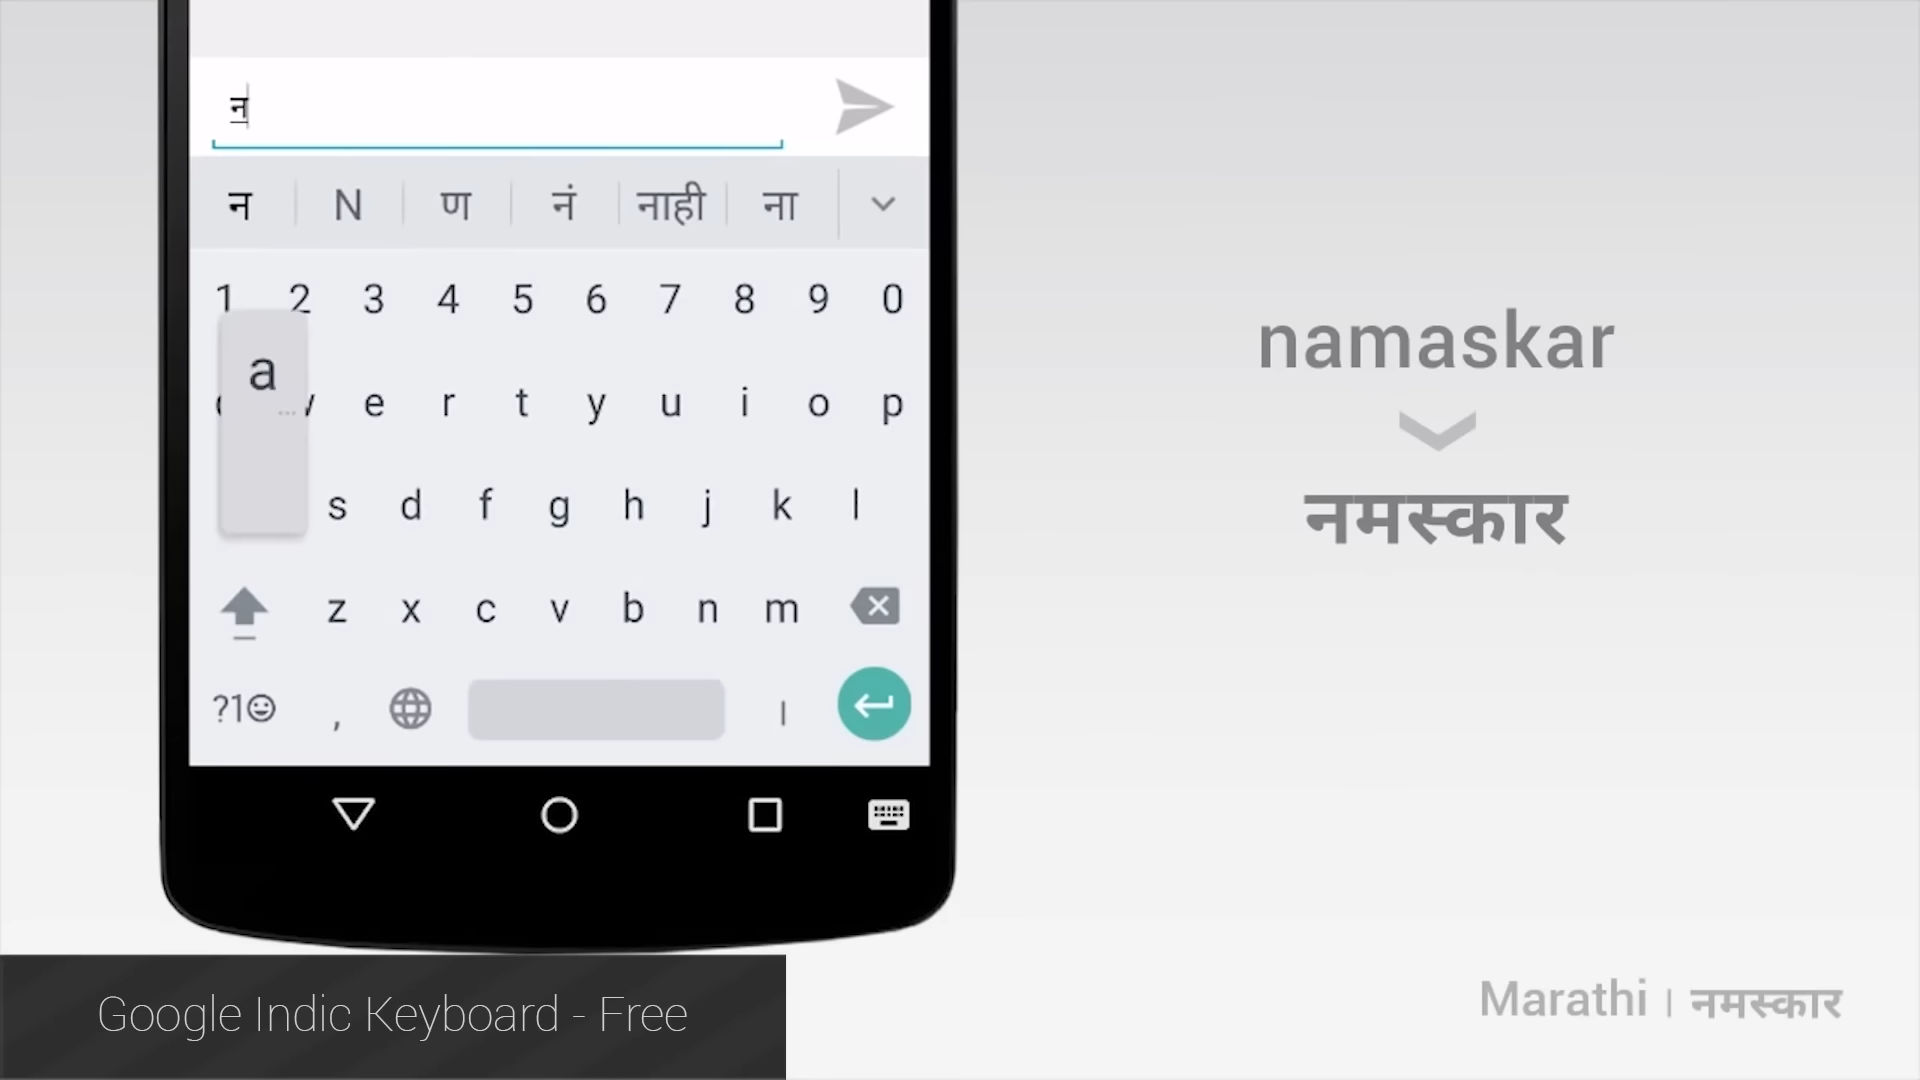 न
न N ण नं नाही ना
1 2 3 4 5 6 7 8 9 0
a
e r t y u i o p
s d f g h j k l
z x c v b n m
?1☺ , ।
namaskar
नमस्कार
Google Indic Keyboard - Free
Marathi | नमस्कार